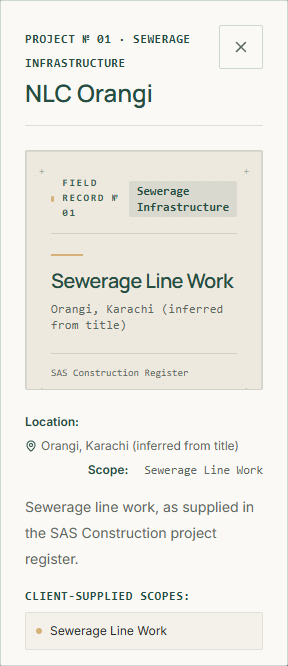 PROJECT № 01 · SEWERAGE
INFRASTRUCTURE
NLC Orangi
FIELD
RECORD №
01
Sewerage
Infrastructure
Sewerage Line Work
Orangi, Karachi (inferred
from title)
SAS Construction Register
Location:
Orangi, Karachi (inferred from title)
Scope: Sewerage Line Work
Sewerage line work, as supplied in
the SAS Construction project
register.
CLIENT-SUPPLIED SCOPES:
Sewerage Line Work